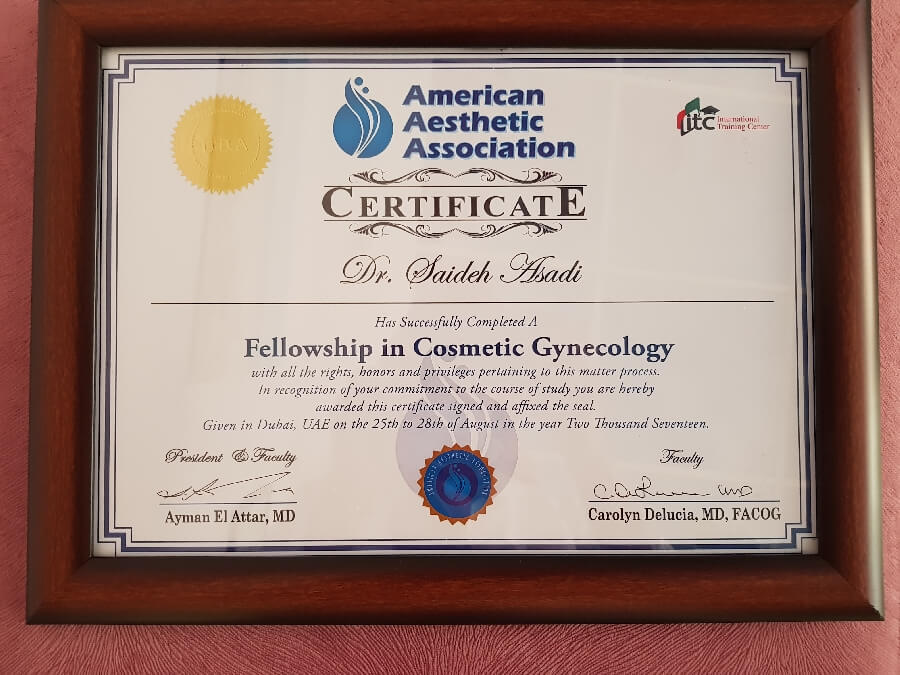 American
Aesthetic
Association
itc International
Training Center
CERTIFICATE
Dr. Saideh Asadi
Has Successfully Completed A
Fellowship in Cosmetic Gynecology
with all the rights, honors and privileges pertaining to this matter process.
In recognition of your commitment to the course of study you are hereby
awarded this certificate signed and affixed the seal.
Given in Dubai, UAE on the 25th to 28th of August in the year Two Thousand Seventeen.
President & Faculty
Faculty
Ayman El Attar, MD
Carolyn Delucia, MD, FACOG